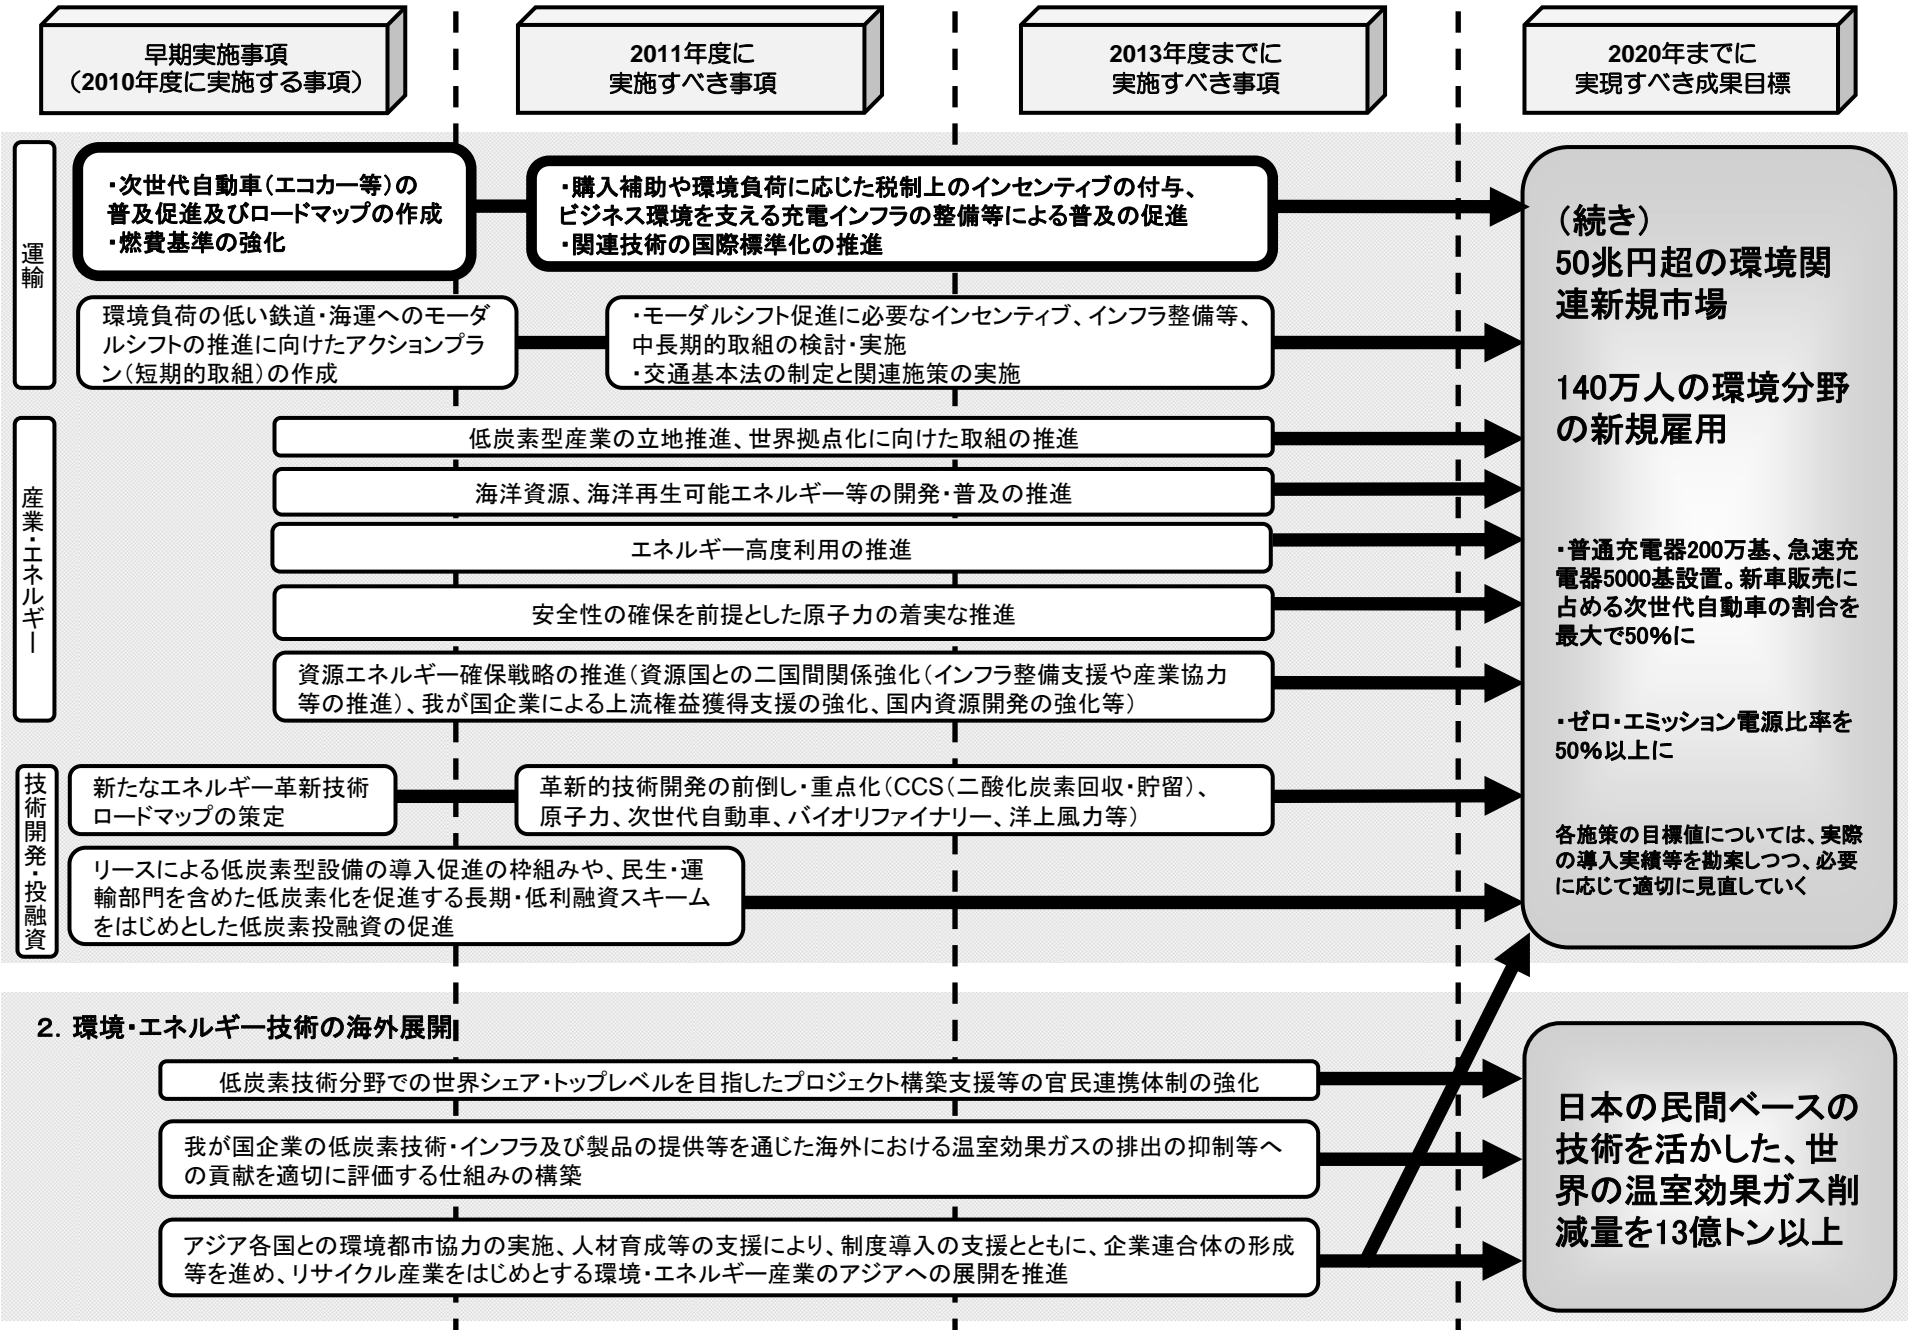 早期実施事項
（2010年度に実施する事項）
2011年度に
実施すべき事項
2013年度までに
実施すべき事項
2020年までに
実現すべき成果目標
運輸
・次世代自動車（エコカー等）の
普及促進及びロードマップの作成
・燃費基準の強化
・購入補助や環境負荷に応じた税制上のインセンティブの付与、
ビジネス環境を支える充電インフラの整備等による普及の促進
・関連技術の国際標準化の推進
環境負荷の低い鉄道・海運へのモーダ
ルシフトの推進に向けたアクションプラ
ン（短期的取組）の作成
・モーダルシフト促進に必要なインセンティブ、インフラ整備等、
中長期的取組の検討・実施
・交通基本法の制定と関連施策の実施
産業・エネルギー
低炭素型産業の立地推進、世界拠点化に向けた取組の推進
海洋資源、海洋再生可能エネルギー等の開発・普及の推進
エネルギー高度利用の推進
安全性の確保を前提とした原子力の着実な推進
資源エネルギー確保戦略の推進（資源国との二国間関係強化（インフラ整備支援や産業協力
等の推進）、我が国企業による上流権益獲得支援の強化、国内資源開発の強化等）
技術開発・投融資
新たなエネルギー革新技術
ロードマップの策定
革新的技術開発の前倒し・重点化（CCS（二酸化炭素回収・貯留）、
原子力、次世代自動車、バイオリファイナリー、洋上風力等）
リースによる低炭素型設備の導入促進の枠組みや、民生・運
輸部門を含めた低炭素化を促進する長期・低利融資スキーム
をはじめとした低炭素投融資の促進
（続き）
50兆円超の環境関
連新規市場
140万人の環境分野
の新規雇用
・普通充電器200万基、急速充
電器5000基設置。新車販売に
占める次世代自動車の割合を
最大で50％に
・ゼロ・エミッション電源比率を
50％以上に
各施策の目標値については、実際
の導入実績等を勘案しつつ、必要
に応じて適切に見直していく
２．環境・エネルギー技術の海外展開
低炭素技術分野での世界シェア・トップレベルを目指したプロジェクト構築支援等の官民連携体制の強化
我が国企業の低炭素技術・インフラ及び製品の提供等を通じた海外における温室効果ガスの排出の抑制等へ
の貢献を適切に評価する仕組みの構築
アジア各国との環境都市協力の実施、人材育成等の支援により、制度導入の支援とともに、企業連合体の形成
等を進め、リサイクル産業をはじめとする環境・エネルギー産業のアジアへの展開を推進
日本の民間ベースの
技術を活かした、世
界の温室効果ガス削
減量を13億トン以上